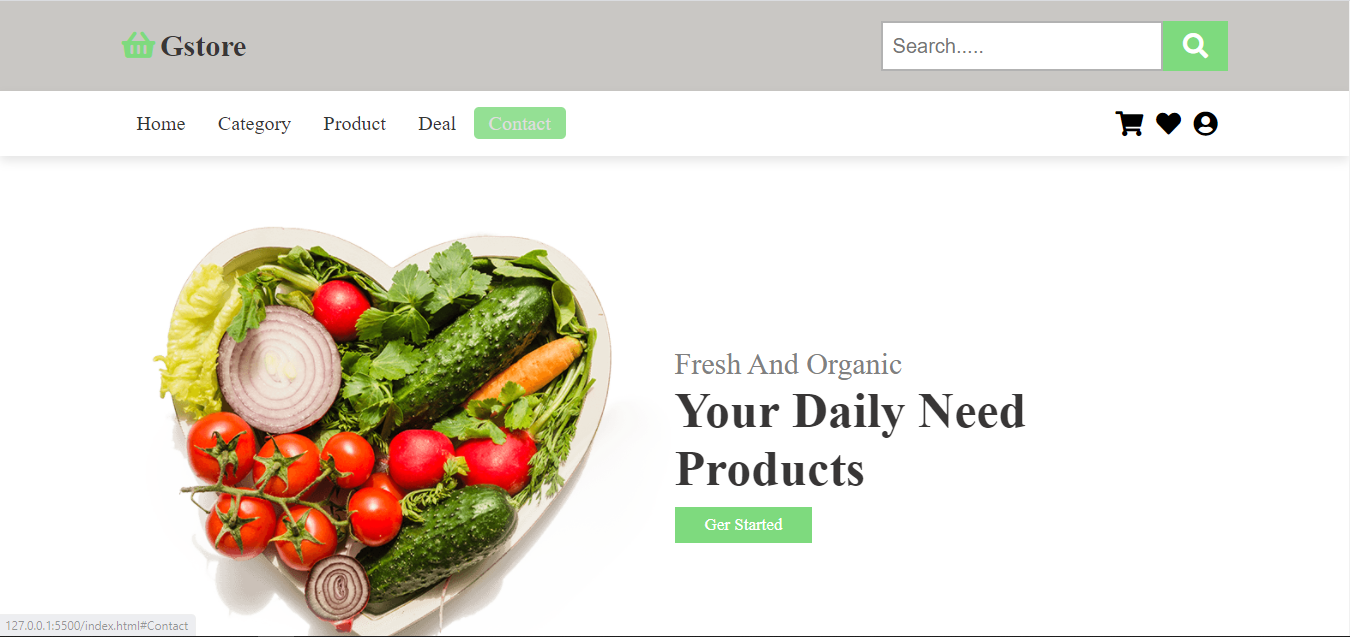 Gstore
Search.....
Home Category Product Deal Contact
Fresh And Organic
Your Daily Need
Products
Ger Started
127.0.0.1:5500/index.html#Contact